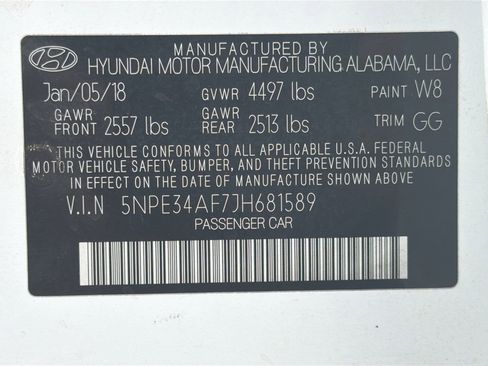 MANUFACTURED BY
HYUNDAI MOTOR MANUFACTURING ALABAMA, LLC
Jan/05/18 GVWR 4497 lbs PAINT W8
GAWR FRONT 2557 lbs GAWR REAR 2513 lbs TRIM GG
THIS VEHICLE CONFORMS TO ALL APPLICABLE U.S.A. FEDERAL
MOTOR VEHICLE SAFETY, BUMPER, AND THEFT PREVENTION STANDARDS
IN EFFECT ON THE DATE OF MANUFACTURE SHOWN ABOVE.
V.I.N 5NPE34AF7JH681589
PASSENGER CAR